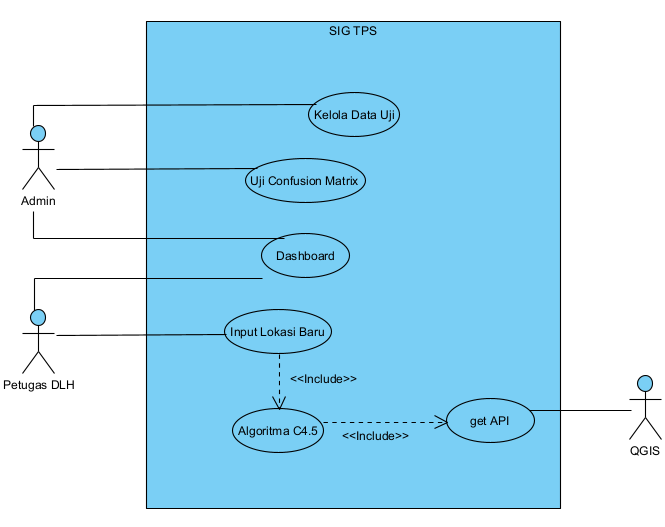 SIG TPS
Kelola Data Uji
Uji Confusion Matrix
Admin
Dashboard
Input Lokasi Baru
Petugas DLH
<<Include>>
Algoritma C4.5
get API
<<Include>>
QGIS